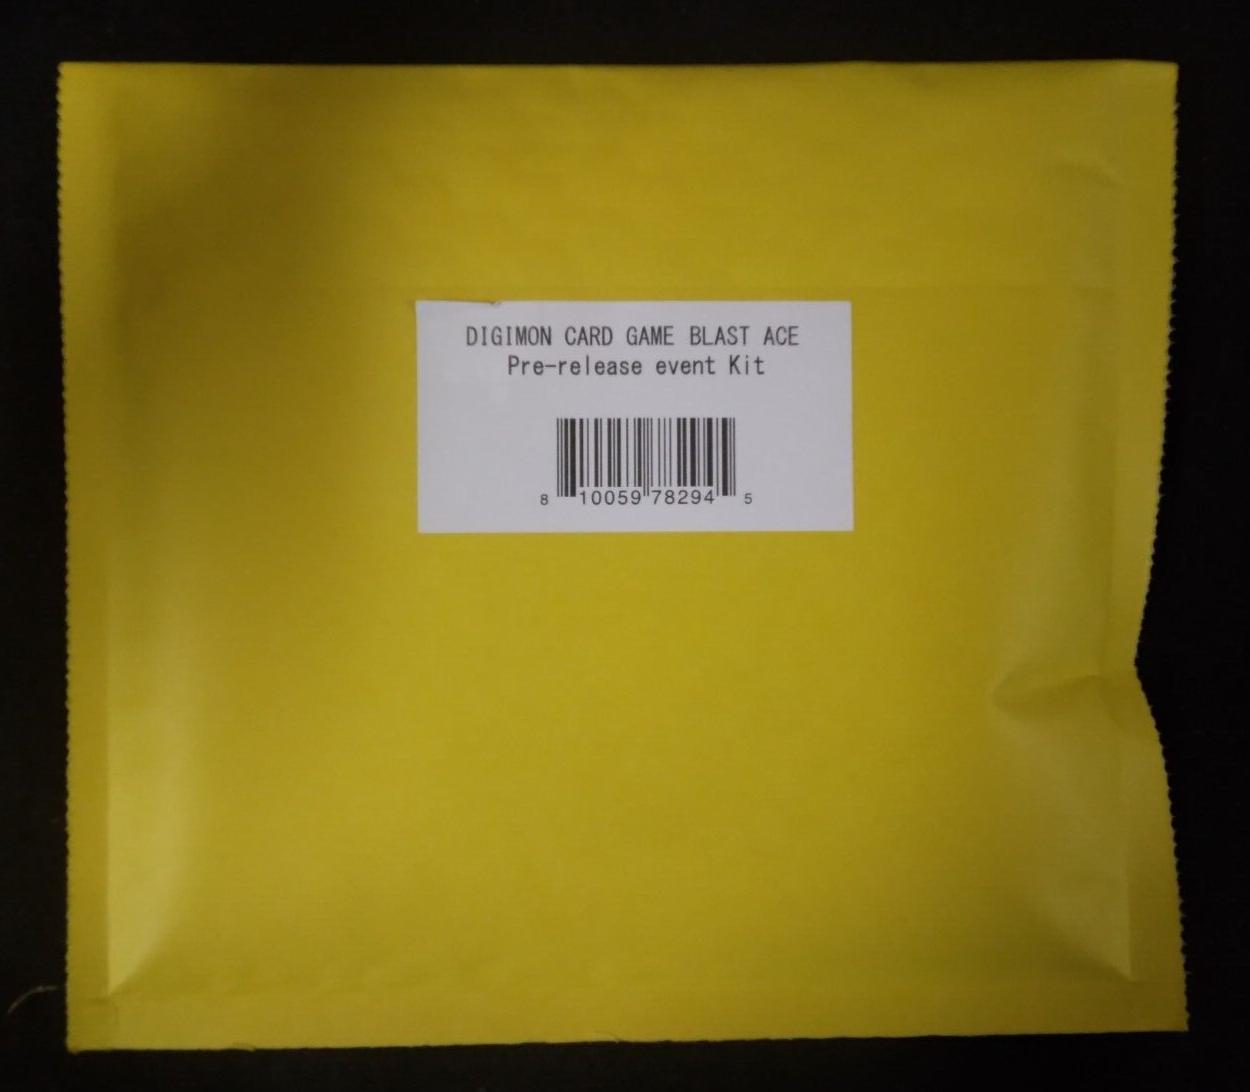 DIGIMON CARD GAME BLAST ACE
Pre-release event Kit
8 10059 78294 5